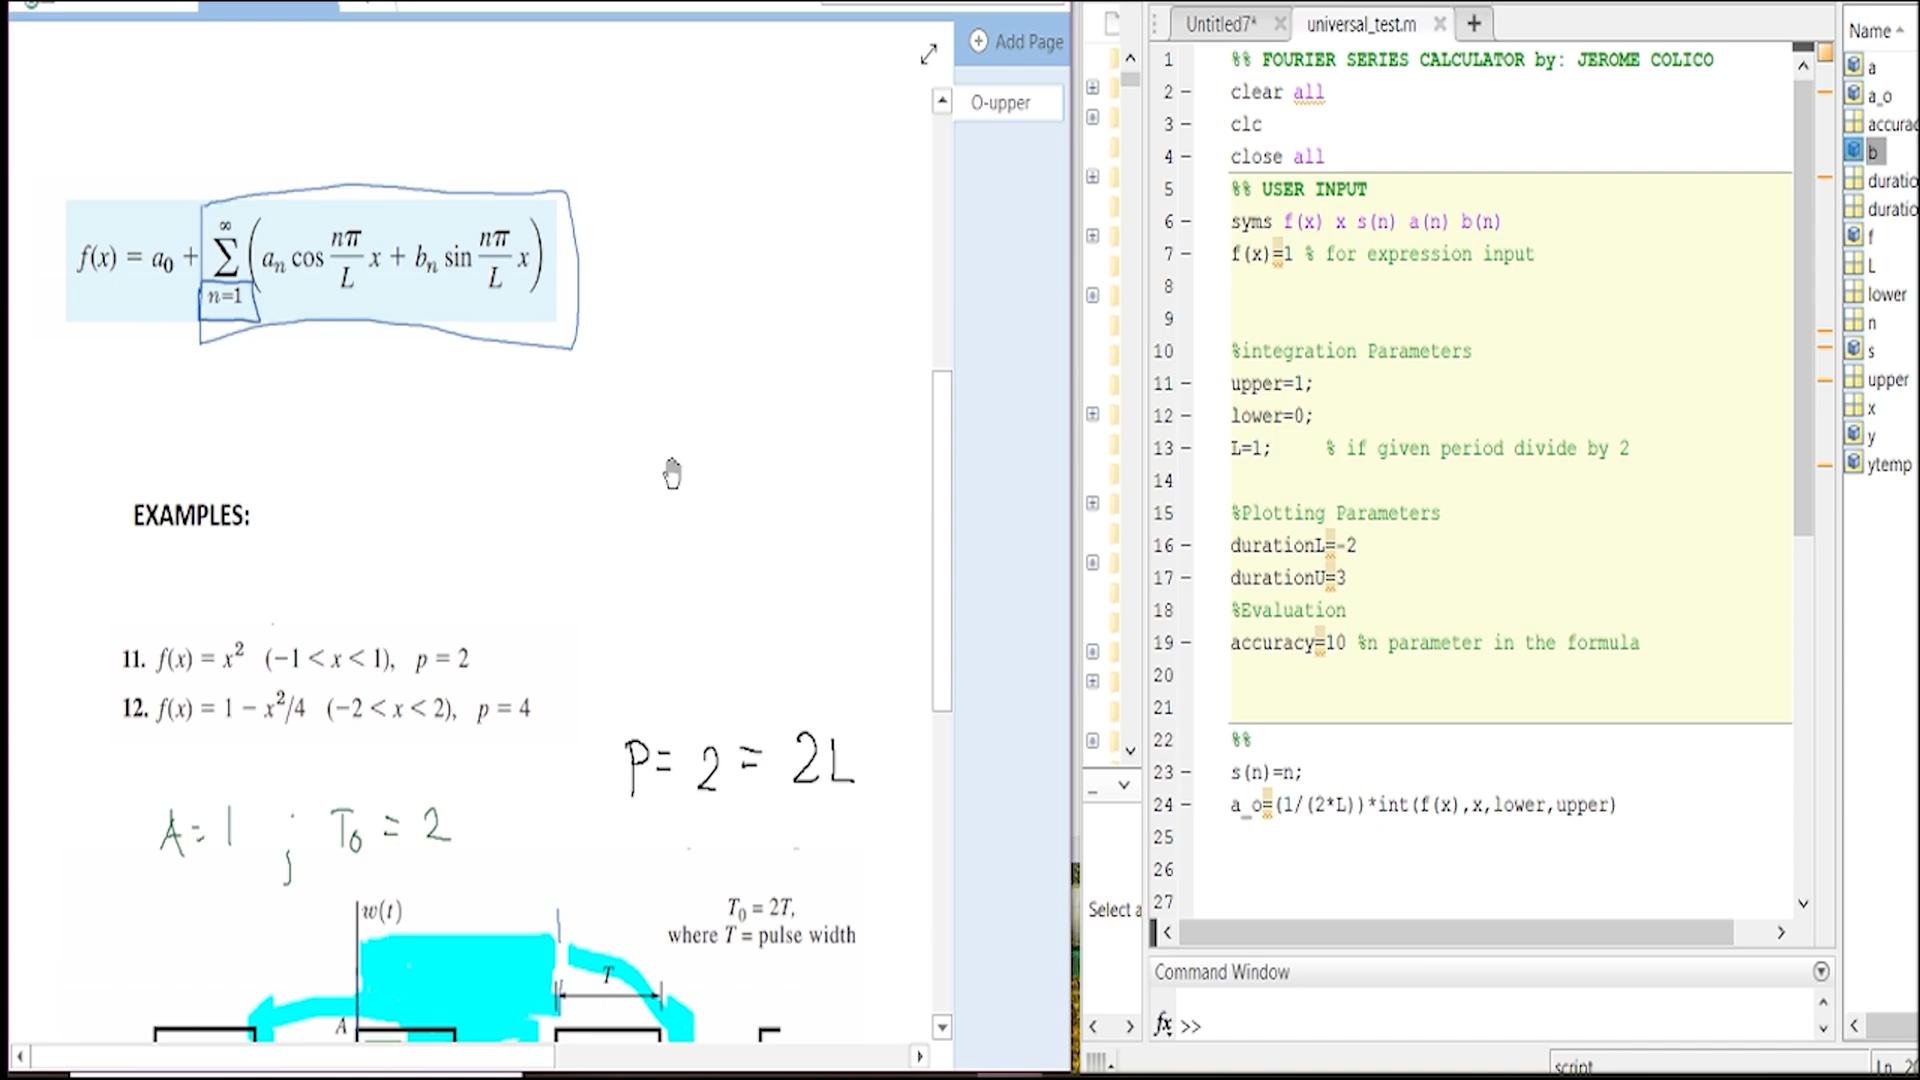 Add Page
O-upper
f(x) = a0 + ∞ Σ n=1 ( an cos nπ/L x + bn sin nπ/L x )
EXAMPLES:
11. f(x) = x² (−1 < x < 1), p = 2
12. f(x) = 1 − x²/4 (−2 < x < 2), p = 4
P = 2 = 2L
A = 1 ; T0 = 2
w(t)
T0 = 2T,
where T = pulse width
T
A
Untitled7*
universal_test.m
1 %% FOURIER SERIES CALCULATOR by: JEROME COLICO
2 – clear all
3 – clc
4 – close all
5 %% USER INPUT
6 – syms f(x) x s(n) a(n) b(n)
7 – f(x)=1 % for expression input
8
9
10 %integration Parameters
11 – upper=1;
12 – lower=0;
13 – L=1; % if given period divide by 2
14
15 %Plotting Parameters
16 – durationL=-2
17 – durationU=3
18 %Evaluation
19 – accuracy=10 %n parameter in the formula
20
21
22 %%
23 – s(n)=n;
24 – a_o=(1/(2*L))*int(f(x),x,lower,upper)
25
26
27
Select a
Command Window
fx >>
script
Ln
Name
a
a_o
accurac
b
duratio
duratio
f
L
lower
n
s
upper
x
y
ytemp